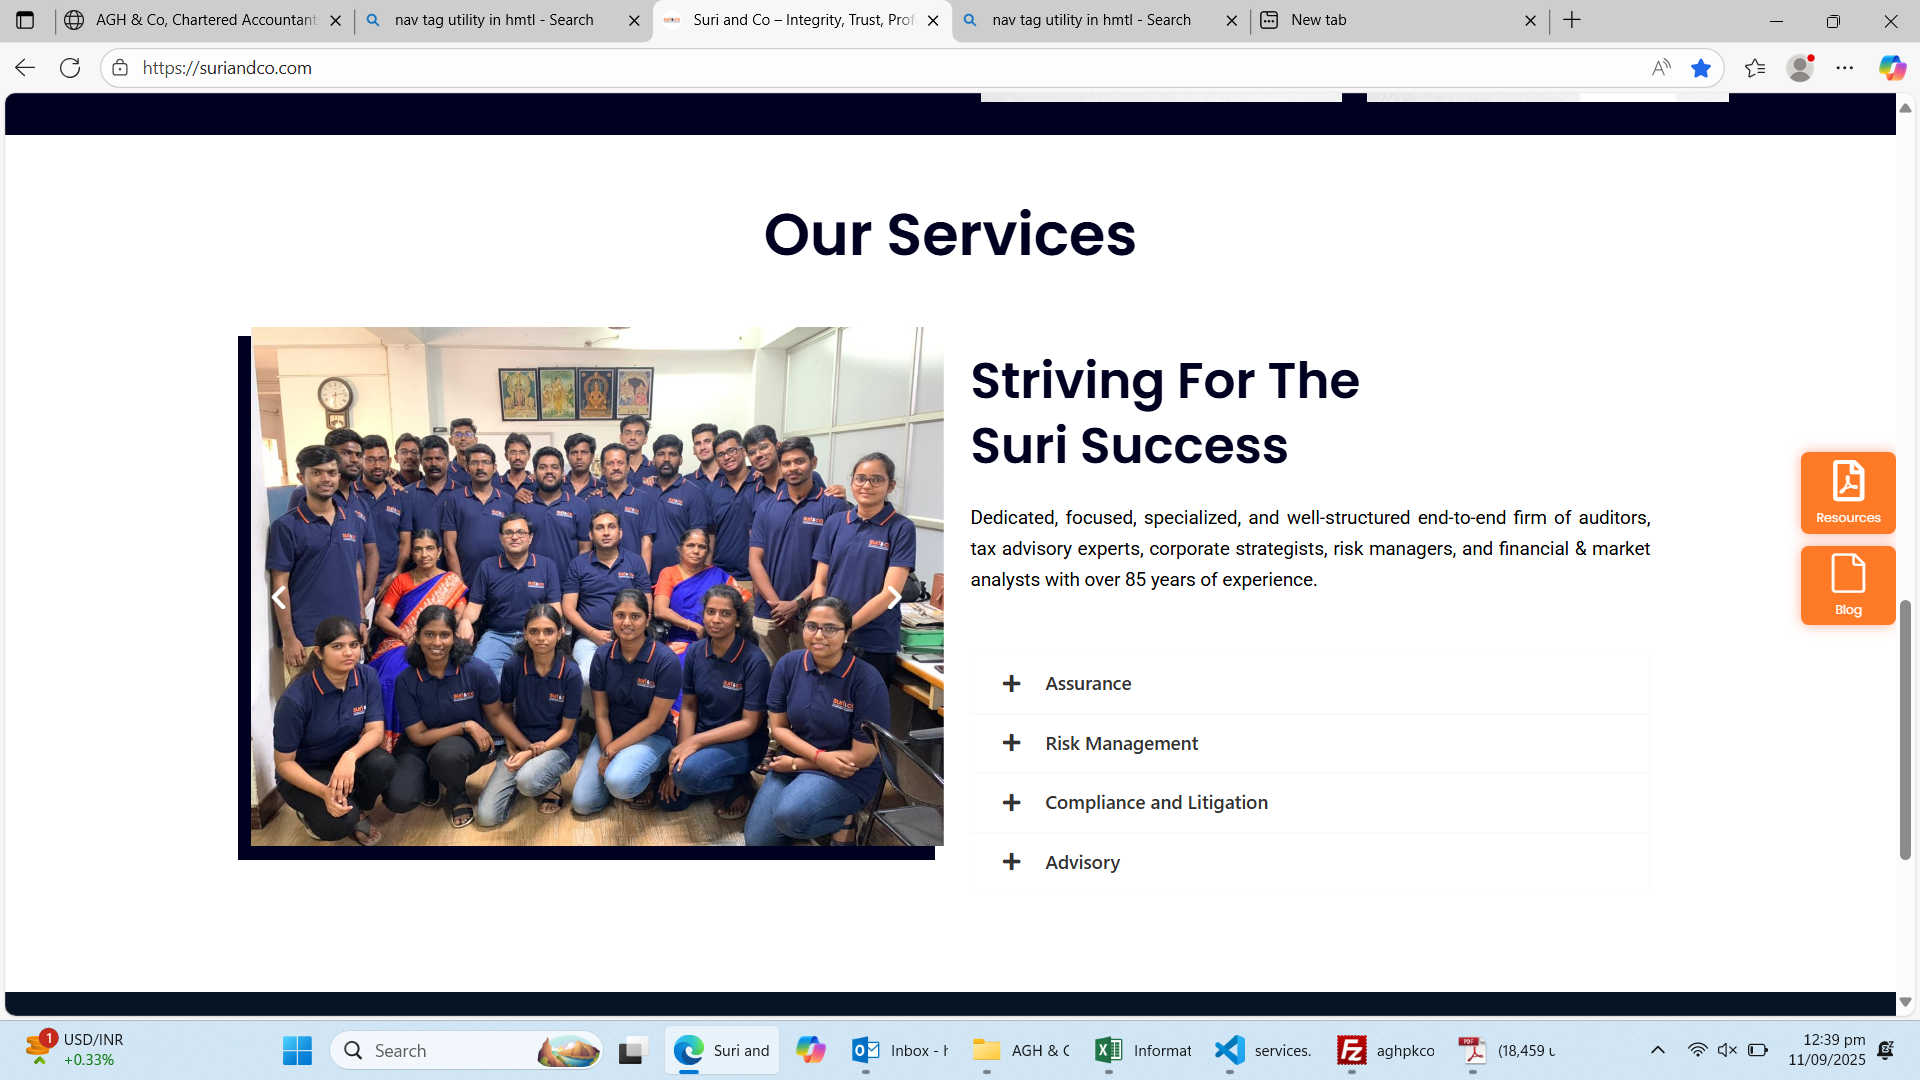 AGH & Co, Chartered Accountant
nav tag utility in hmtl - Search
Suri and Co – Integrity, Trust, Prof
nav tag utility in hmtl - Search
New tab
https://suriandco.com
Our Services
Striving For The
Suri Success
Dedicated, focused, specialized, and well-structured end-to-end firm of auditors,
tax advisory experts, corporate strategists, risk managers, and financial & market
analysts with over 85 years of experience.
Assurance
Risk Management
Compliance and Litigation
Advisory
Resources
Blog
1
USD/INR
+0.33%
Search
Suri and
Inbox - h
AGH & C
Informat
services.
aghpkco
PDF
(18,459 u
12:39 pm
11/09/2025